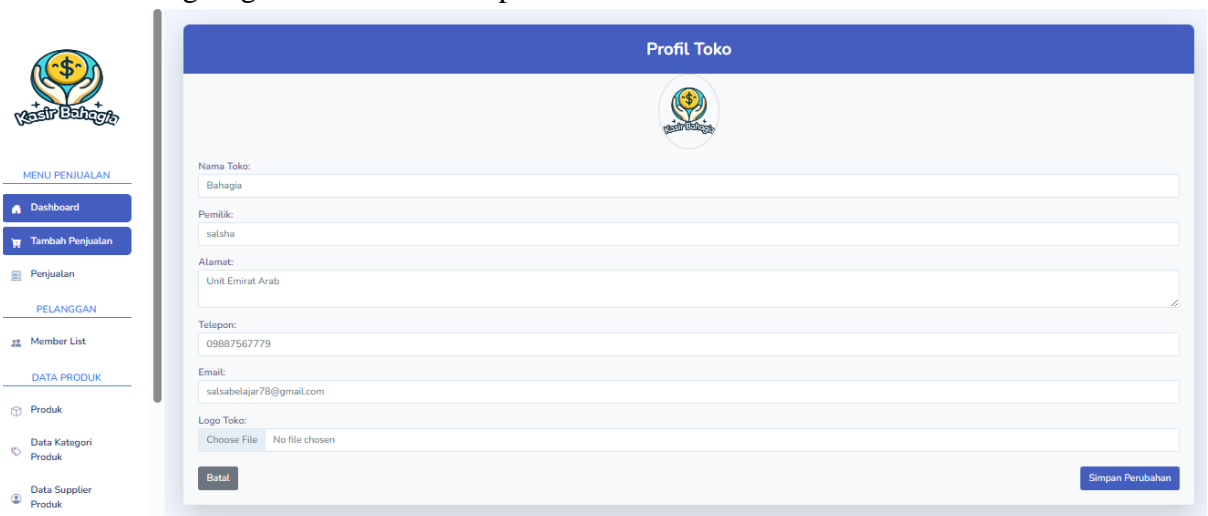 Kasir Bahagia
MENU PENJUALAN
Dashboard
Tambah Penjualan
Penjualan
PELANGGAN
Member List
DATA PRODUK
Produk
Data Kategori
Produk
Data Supplier
Produk
Profil Toko
Kasir Bahagia
Nama Toko:
Bahagia
Pemilik:
salsha
Alamat:
Unit Emirat Arab
Telepon:
09887567779
Email:
salsabelajar78@gmail.com
Logo Toko:
Choose File No file chosen
Batal
Simpan Perubahan